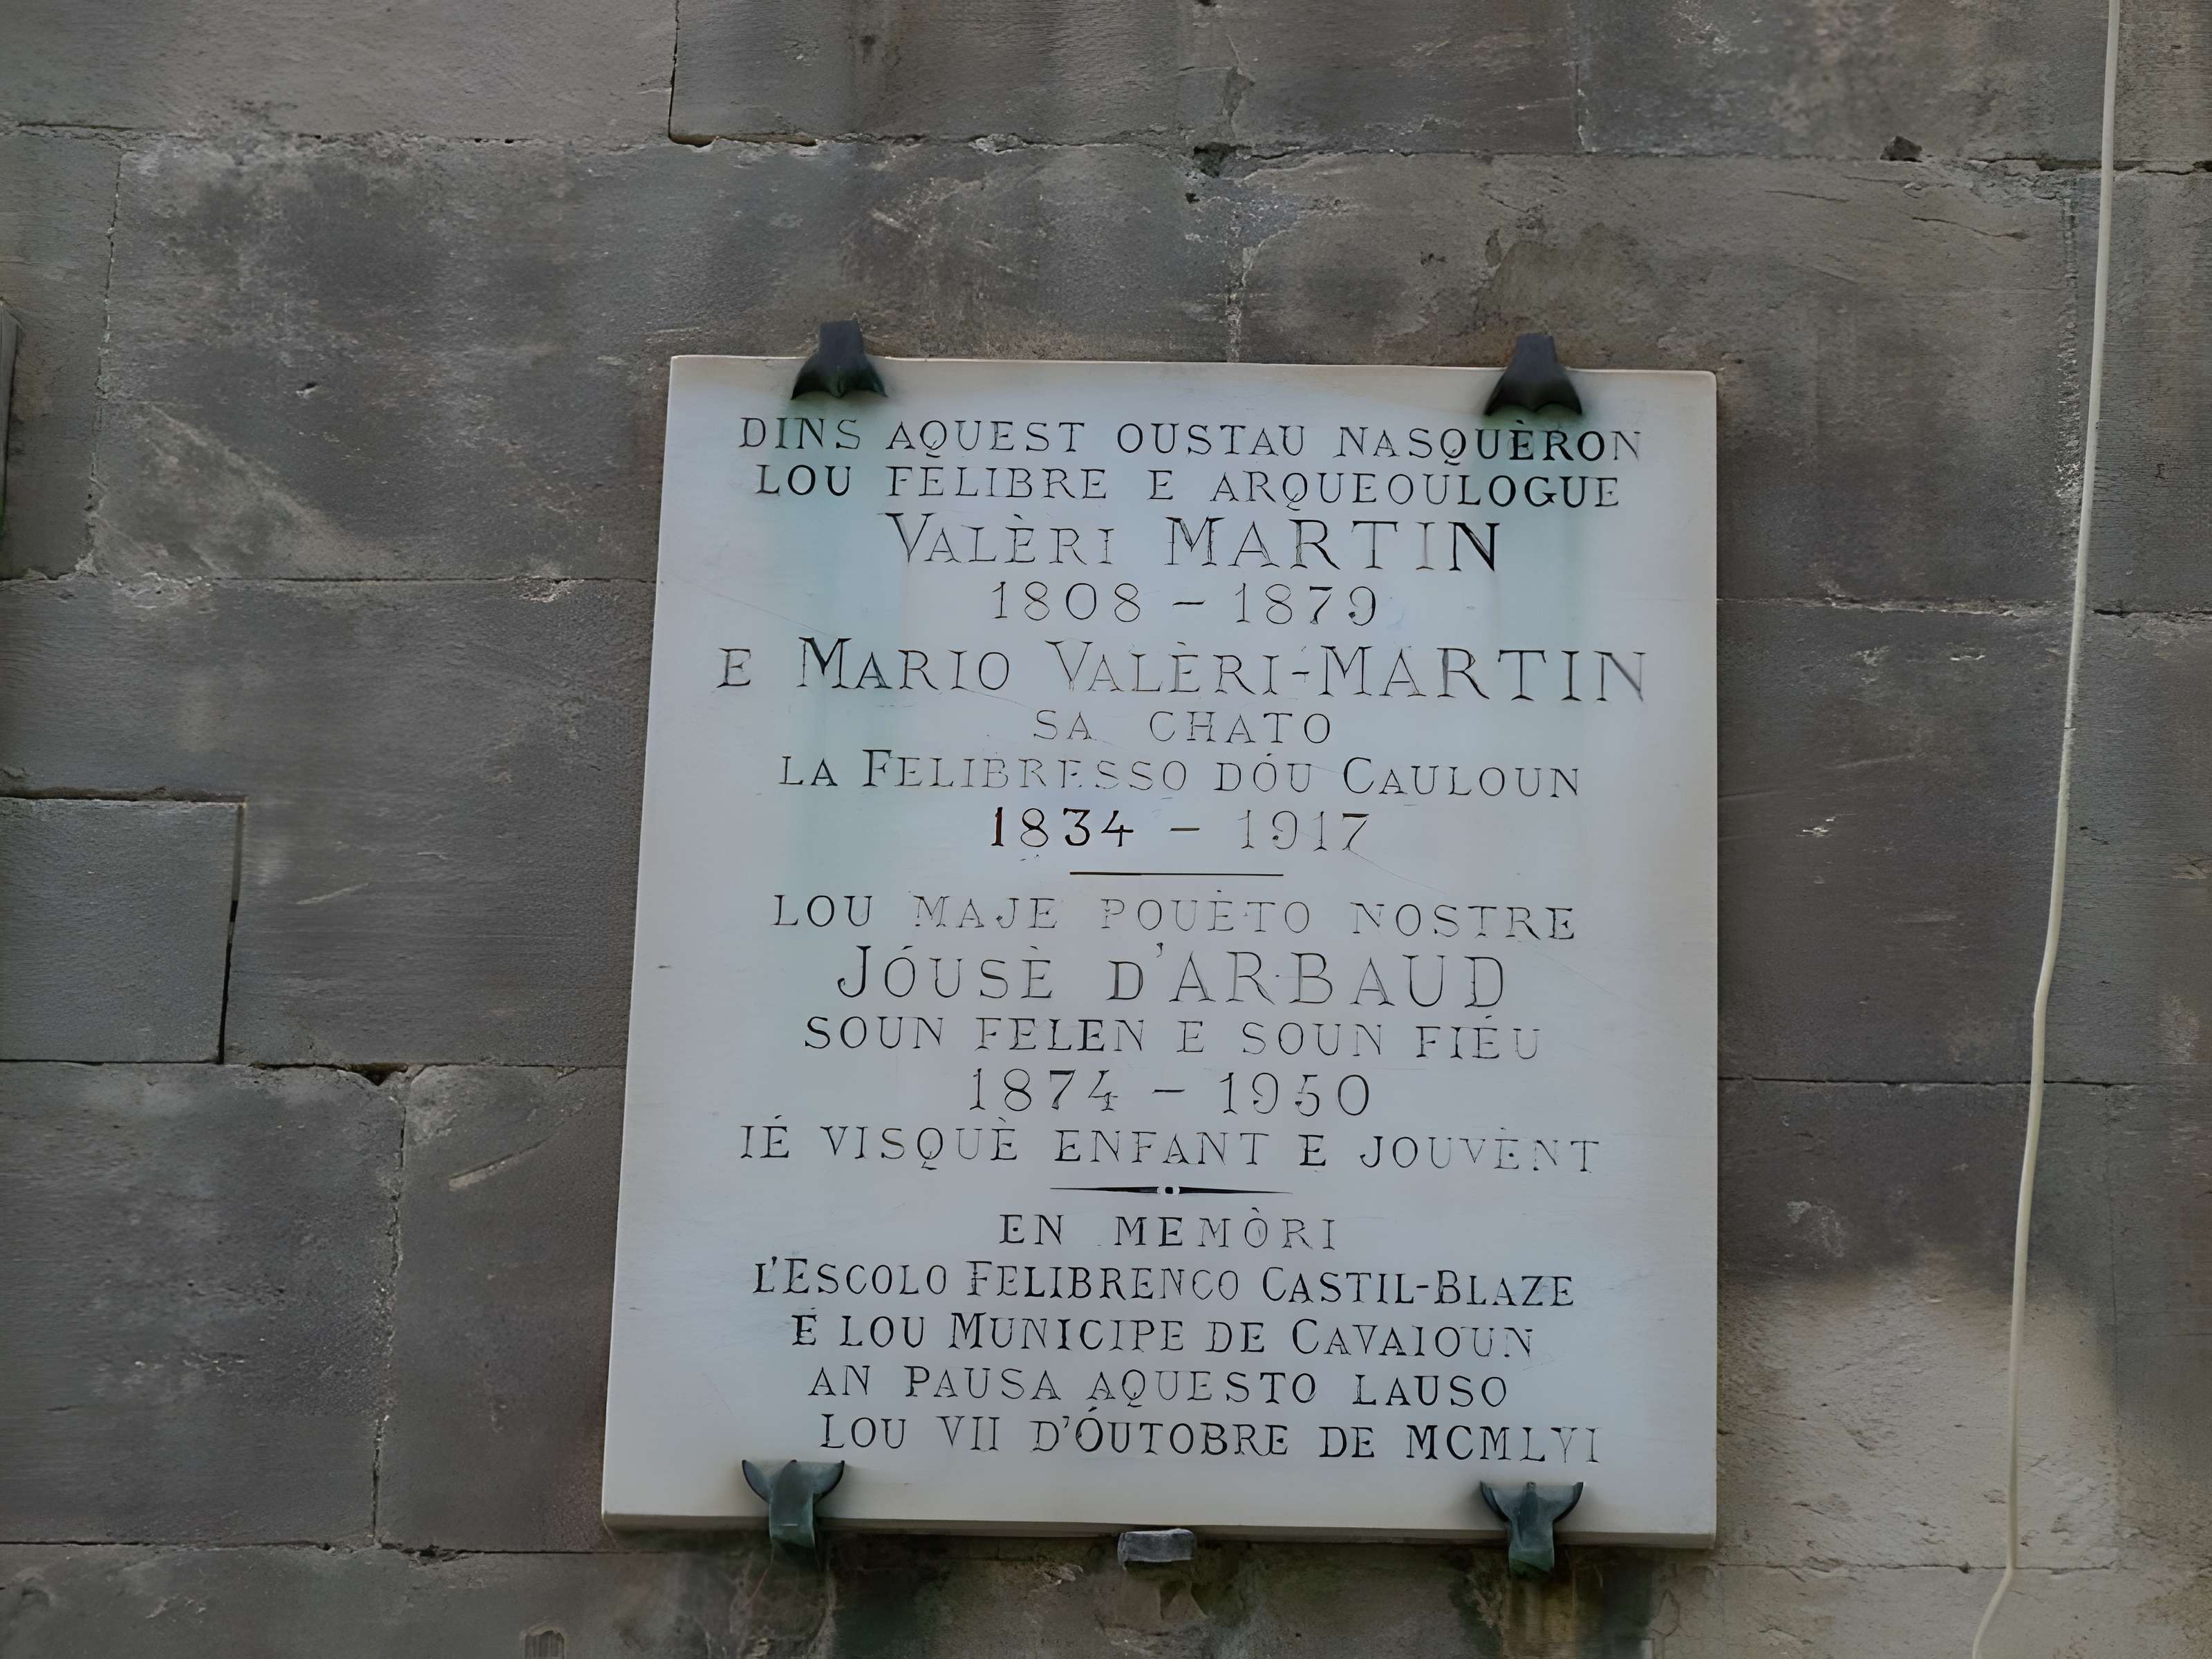 DINS AQUEST OUSTAU NASQUÈRON
LOU FELIBRE E ARQUEOULOGUE
VALÈRI MARTIN
1808 - 1879
E MARIO VALÈRI-MARTIN
SA CHATO
LA FELIBRESSO DÓU CAULOUN
1834 - 1917
LOU MAJE POUÈTO NOSTRE
JÓUSÈ D'ARBAUD
SOUN FELEN E SOUN FIÉU
1874 - 1950
IÉ VISQUÈ ENFANT E JOUVÈNT
EN MEMÒRI
L'ESCOLO FELIBRENCO CASTIL-BLAZE
E LOU MUNICIPE DE CAVAIOUN
AN PAUSA AQUESTO LAUSO
LOU VII D'ÓUTOBRE DE MCMLVI